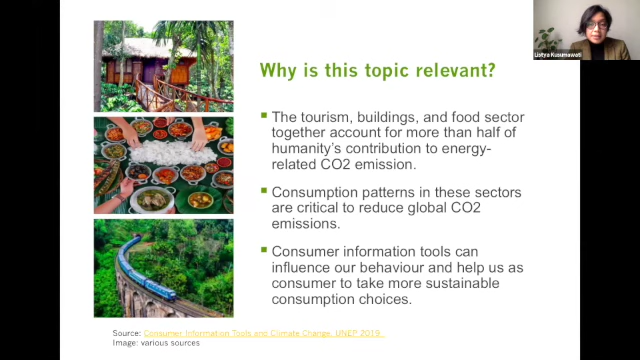 Why is this topic relevant?
The tourism, buildings, and food sector
together account for more than half of
humanity's contribution to energy-
related CO2 emission.
Consumption patterns in these sectors
are critical to reduce global CO2
emissions.
Consumer information tools can
influence our behaviour and help us as
consumer to take more sustainable
consumption choices.
Source: Consumer Information Tools and Climate Change, UNEP 2019
Image: various sources
Listya Kusumawati